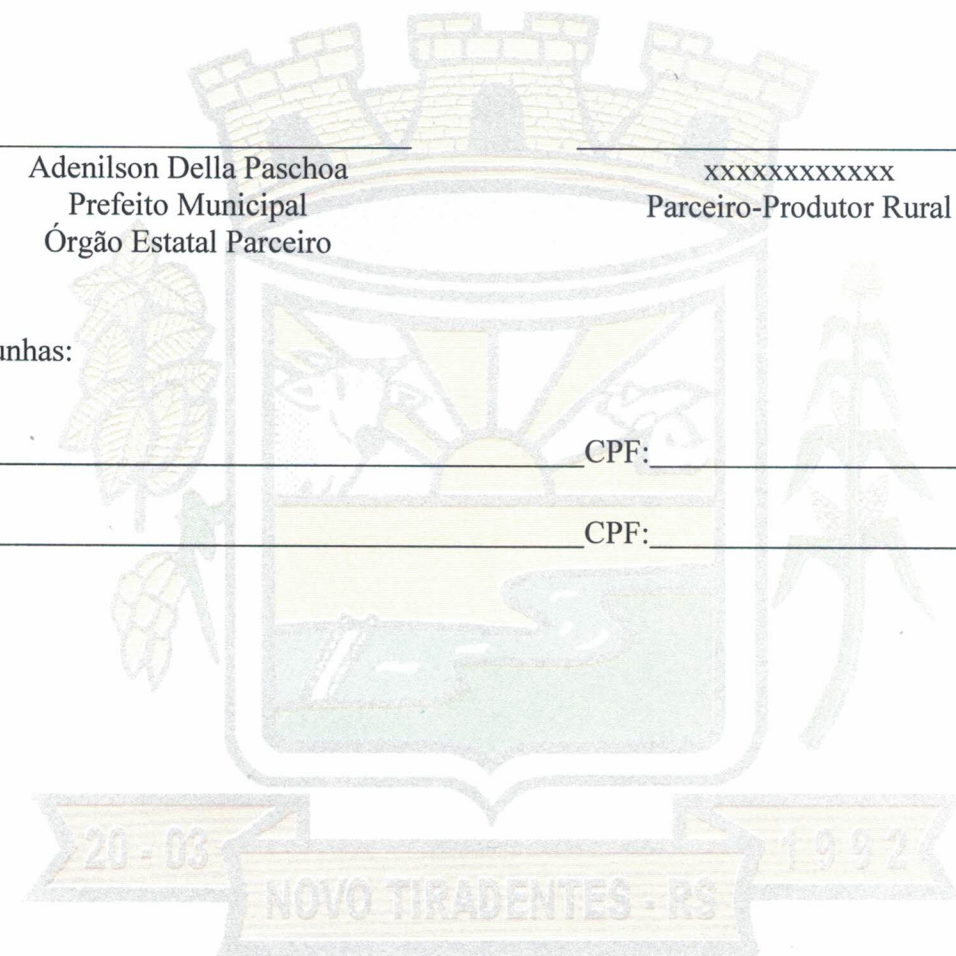 Adenilson Della Paschoa
Prefeito Municipal
Órgão Estatal Parceiro
xxxxxxxxxxxx
Parceiro-Produtor Rural
unhas:
CPF:
CPF:
20 - 03
1992
NOVO TIRADENTES - RS